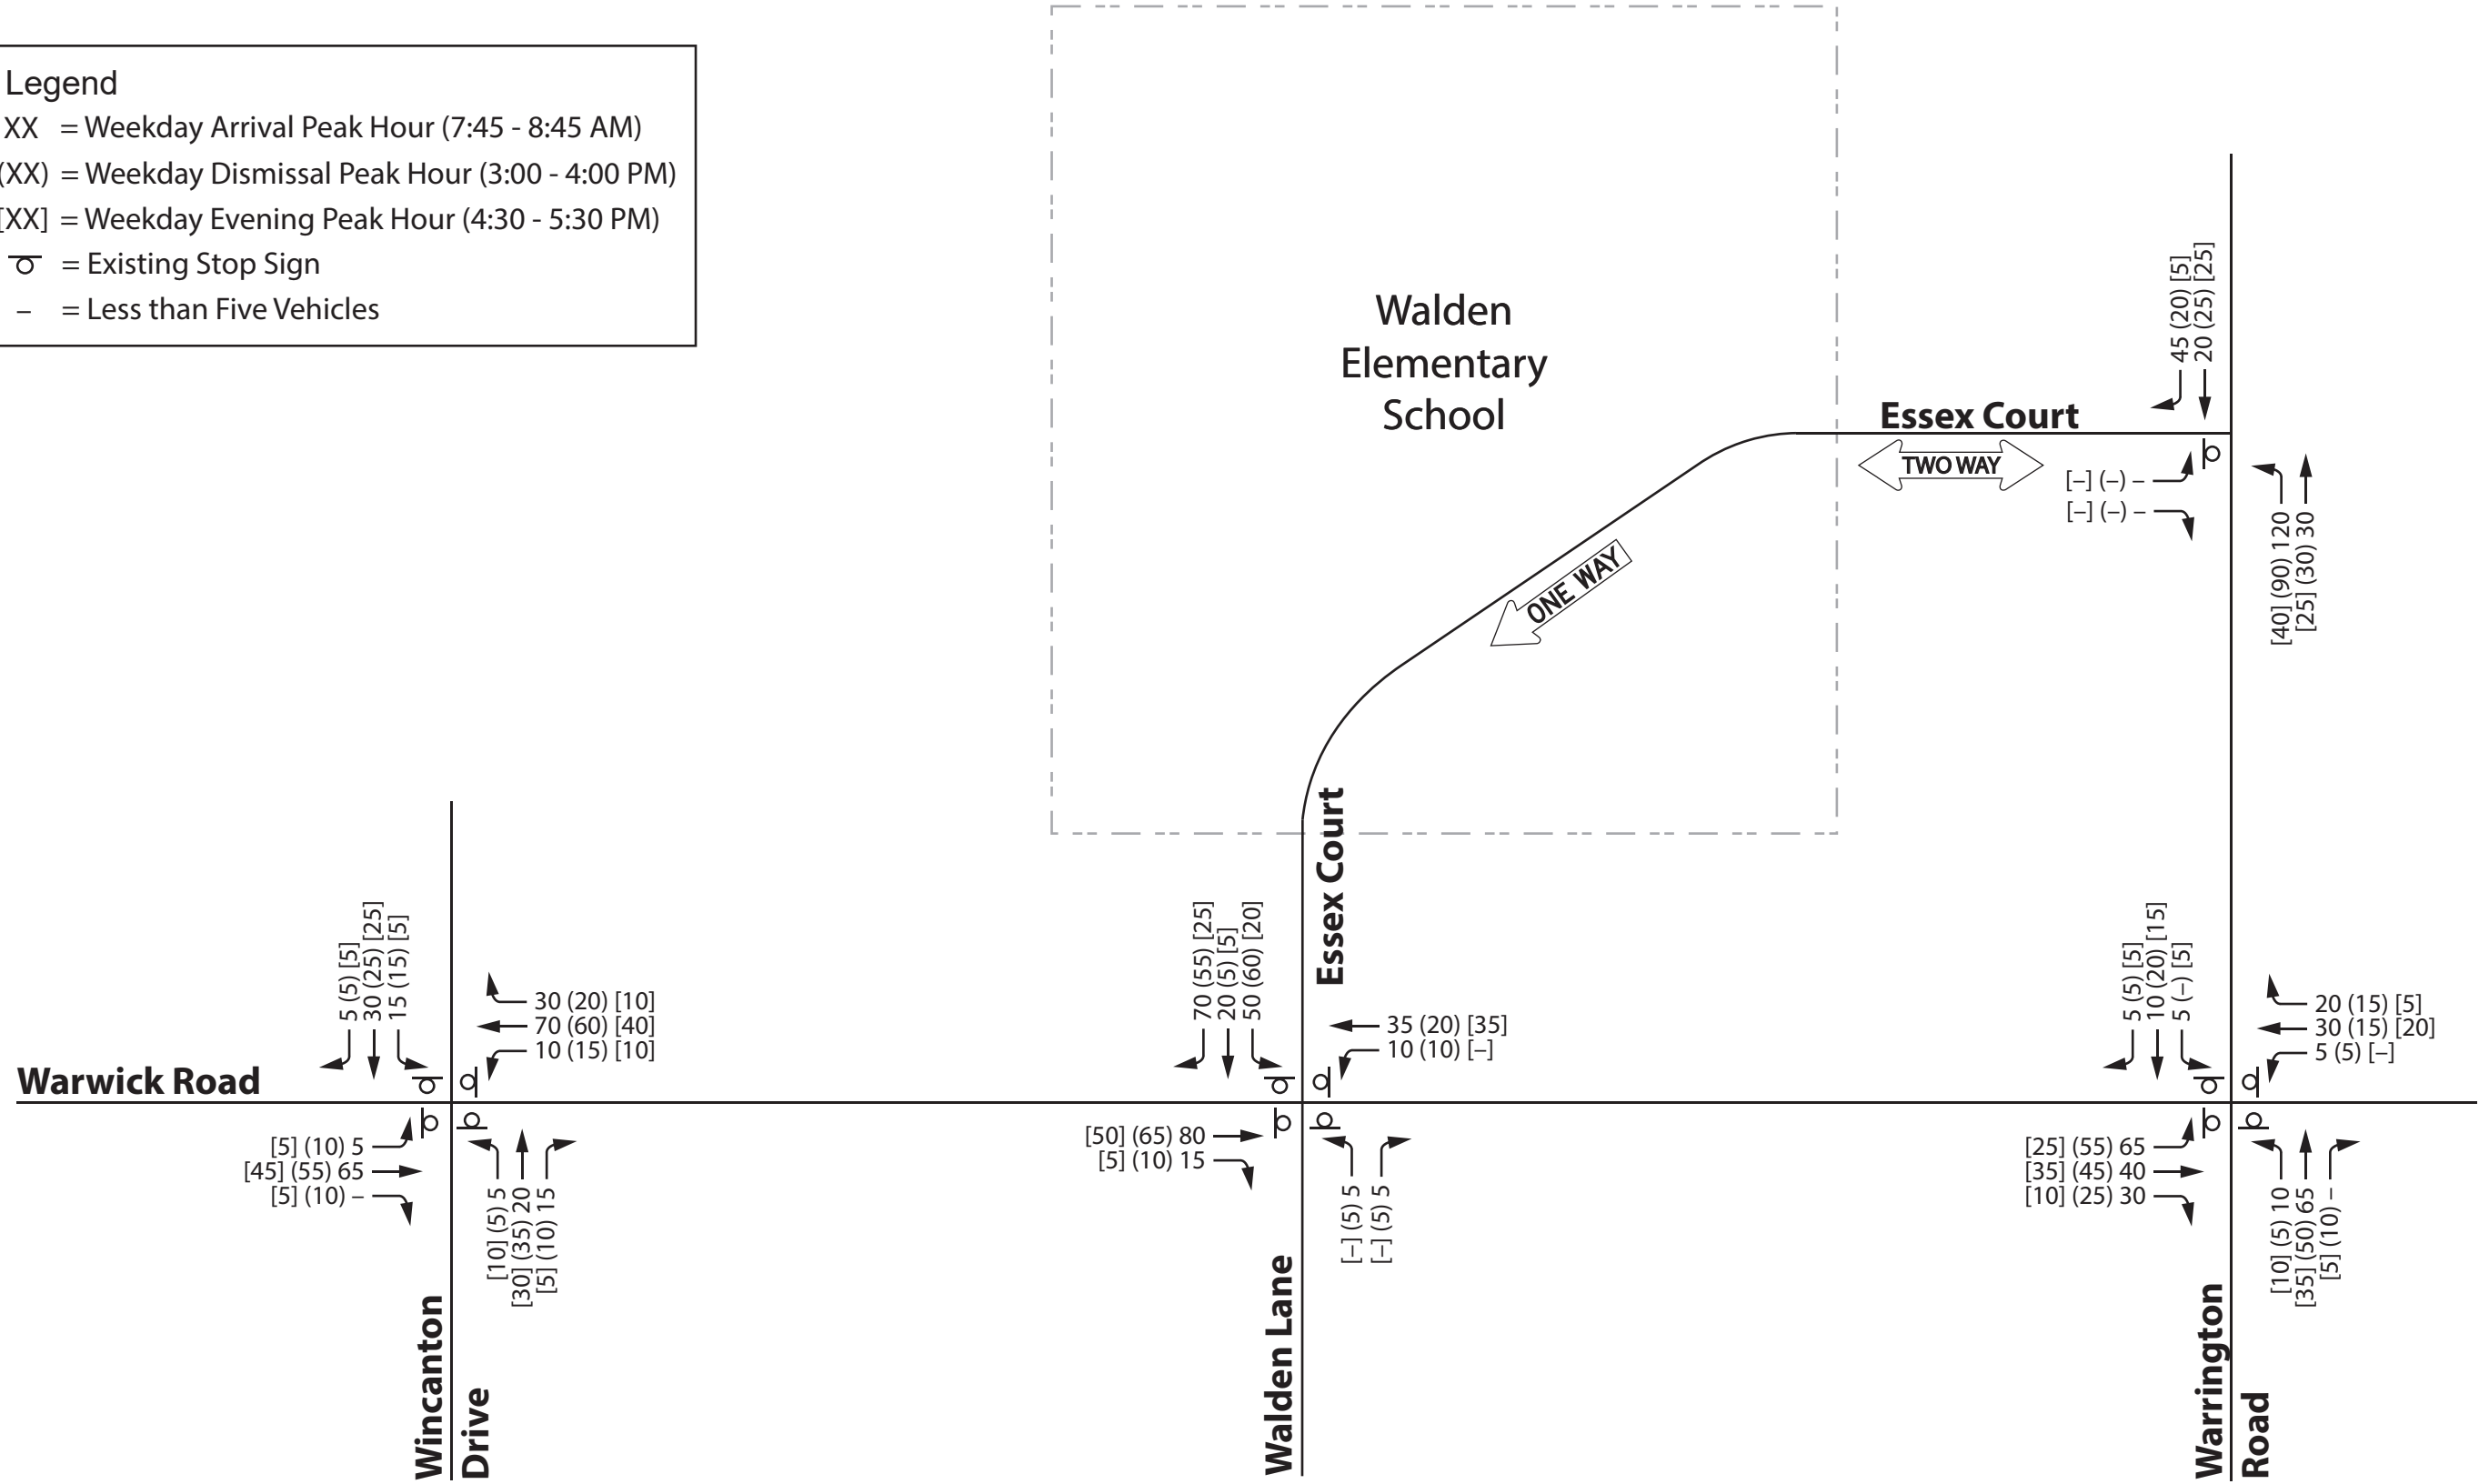 Legend
XX = Weekday Arrival Peak Hour (7:45 - 8:45 AM)
(XX) = Weekday Dismissal Peak Hour (3:00 - 4:00 PM)
[XX] = Weekday Evening Peak Hour (4:30 - 5:30 PM)
= Existing Stop Sign
– = Less than Five Vehicles
Walden
Elementary
School
45 (20) [5]
20 (25) [25]
Essex Court
TWO WAY
[–] (–) –
[–] (–) –
[40] (90) 120
[25] (30) 30
ONE WAY
Essex Court
5 (5) [5]
30 (25) [25]
15 (15) [5]
30 (20) [10]
70 (60) [40]
10 (15) [10]
70 (55) [25]
20 (5) [5]
50 (60) [20]
35 (20) [35]
10 (10) [–]
5 (5) [5]
10 (20) [15]
5 (–) [5]
20 (15) [5]
30 (15) [20]
5 (5) [–]
Warwick Road
[5] (10) 5
[45] (55) 65
[5] (10) –
[10] (5) 5
[30] (35) 20
[5] (10) 15
[50] (65) 80
[5] (10) 15
[–] (5) 5
[–] (5) 5
[25] (55) 65
[35] (45) 40
[10] (25) 30
[10] (5) 10
[35] (50) 65
[5] (10) –
Wincanton
Drive
Walden Lane
Warrington
Road